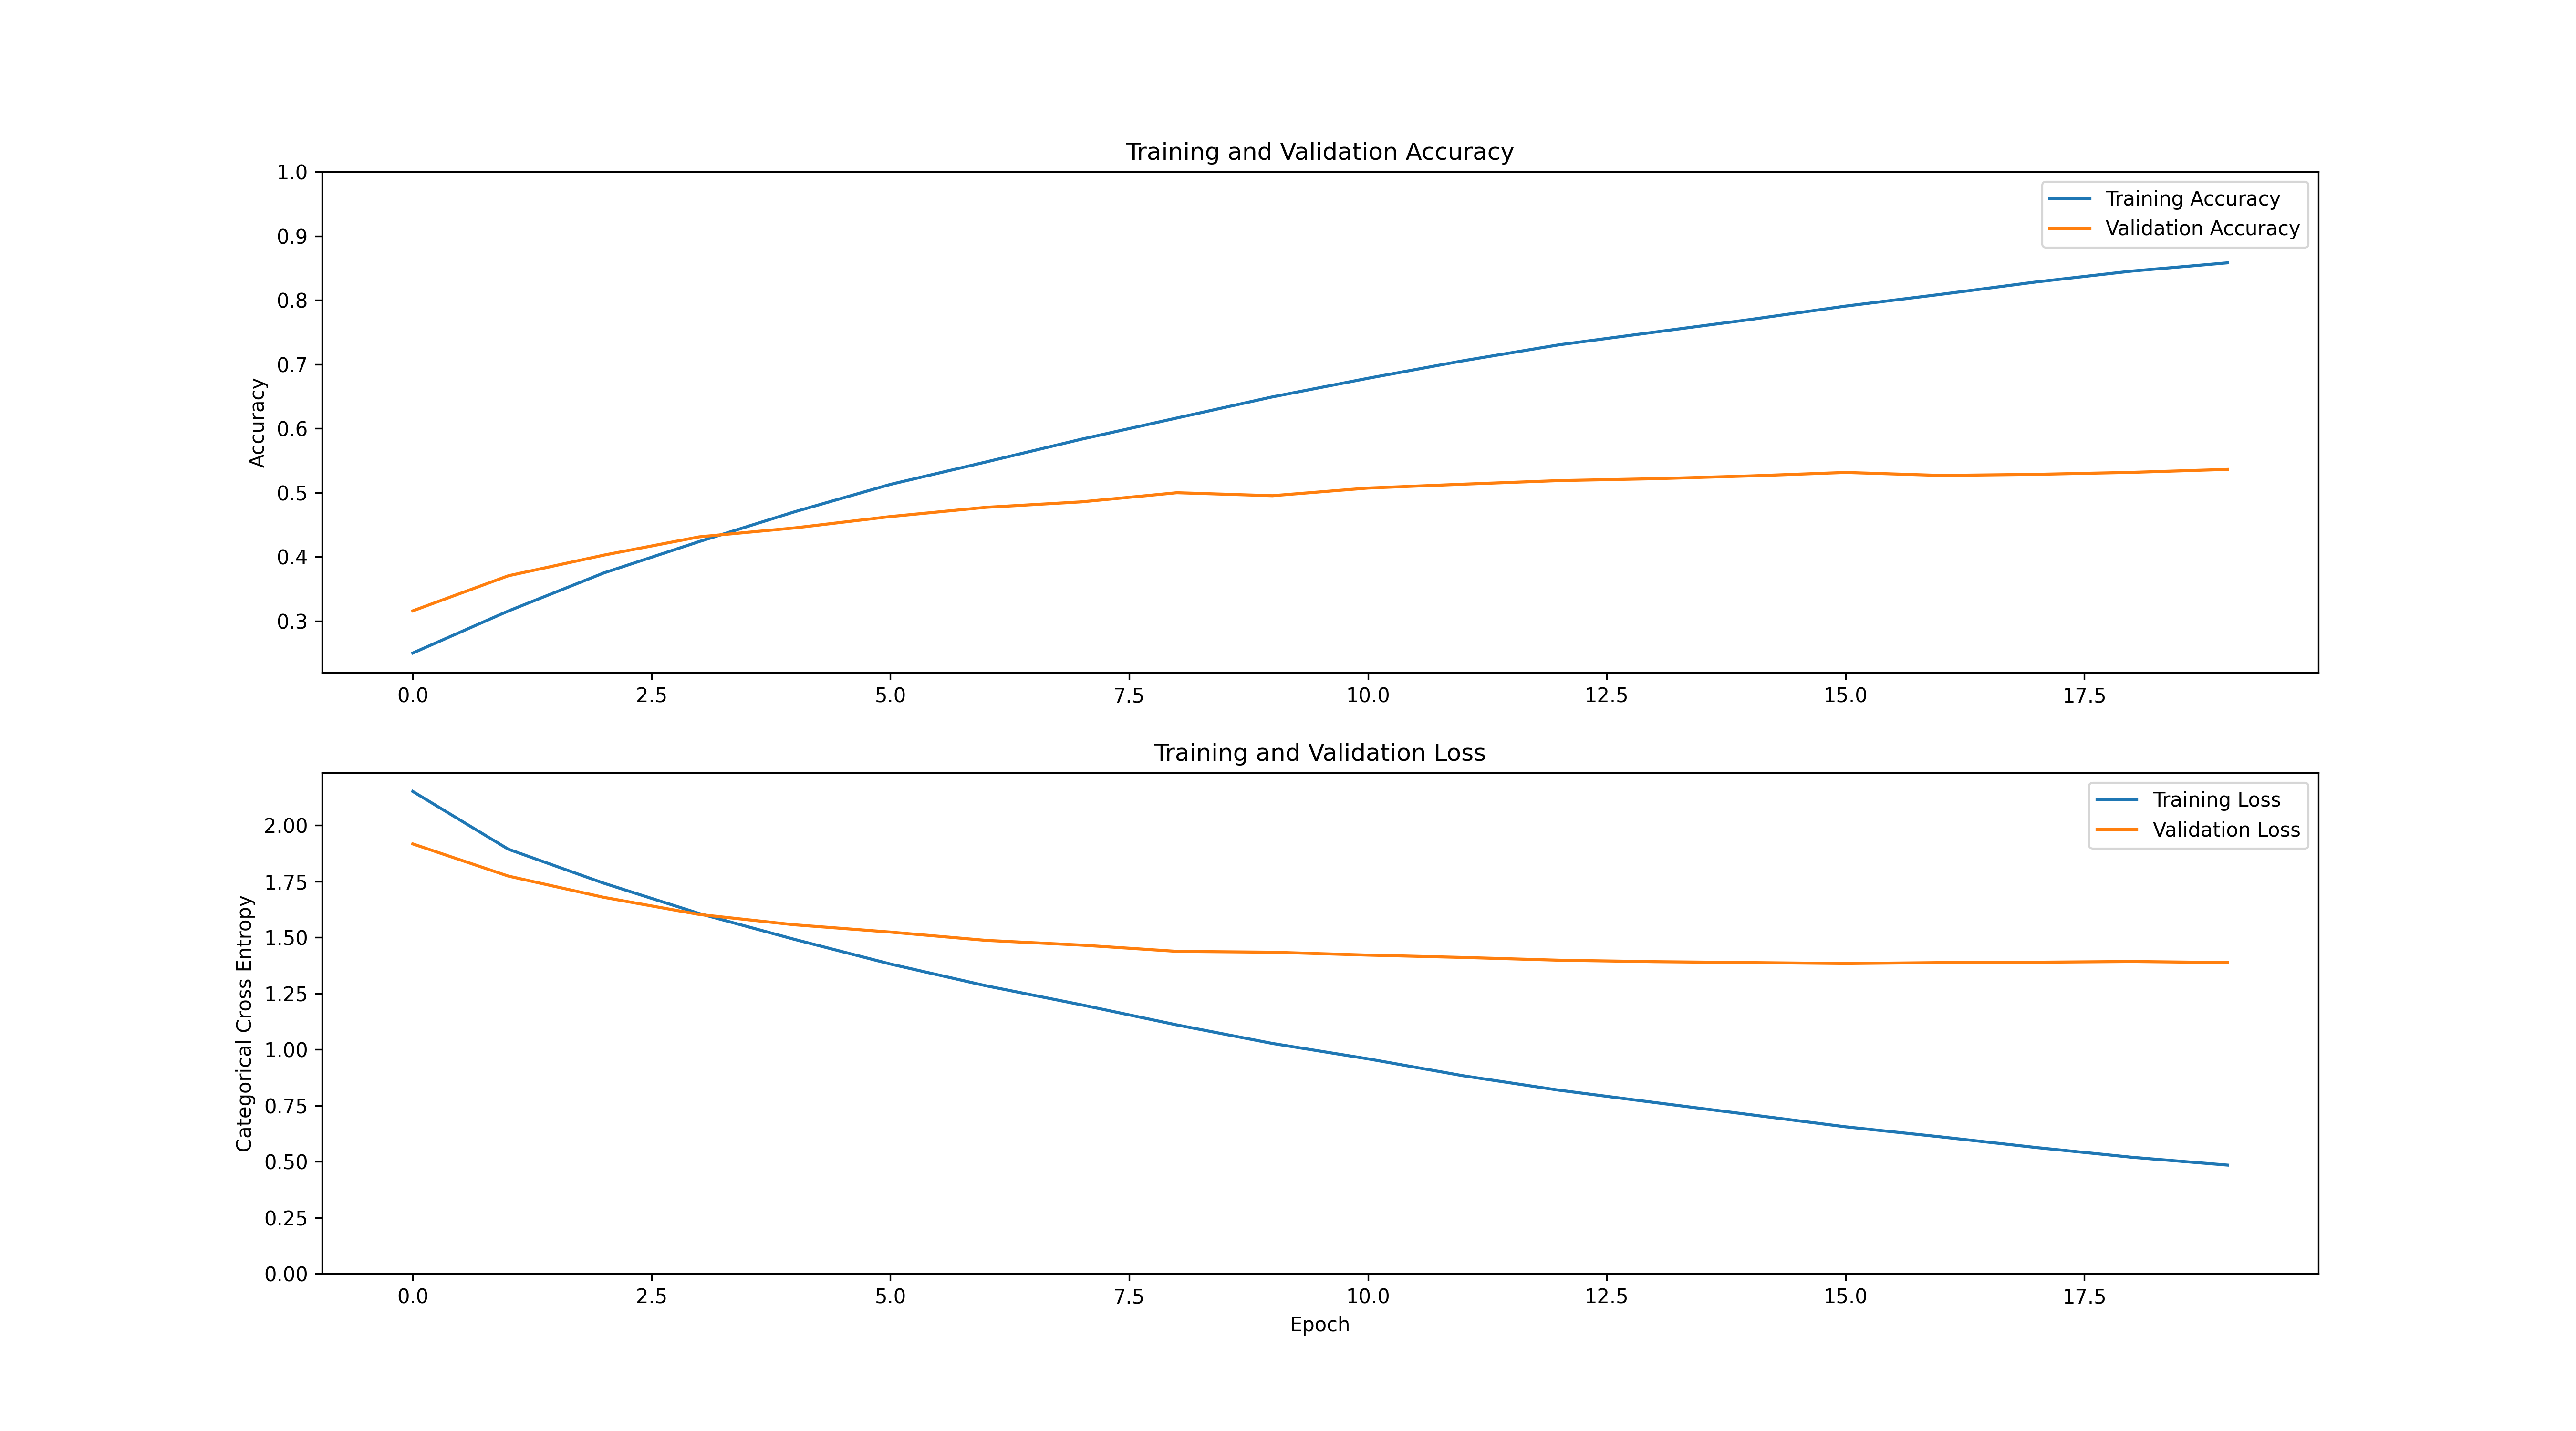 Training and Validation Accuracy
1.0
0.9
0.8
0.7
0.6
0.5
0.4
0.3
Accuracy
Training Accuracy
Validation Accuracy
0.0 2.5 5.0 7.5 10.0 12.5 15.0 17.5
Training and Validation Loss
2.00
1.75
1.50
1.25
1.00
0.75
0.50
0.25
0.00
Categorical Cross Entropy
Training Loss
Validation Loss
0.0 2.5 5.0 7.5 10.0 12.5 15.0 17.5
Epoch